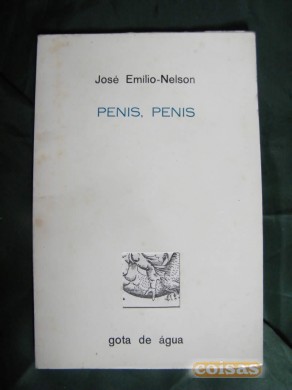 José Emílio-Nelson
PENIS, PENIS
gota de água
coisas